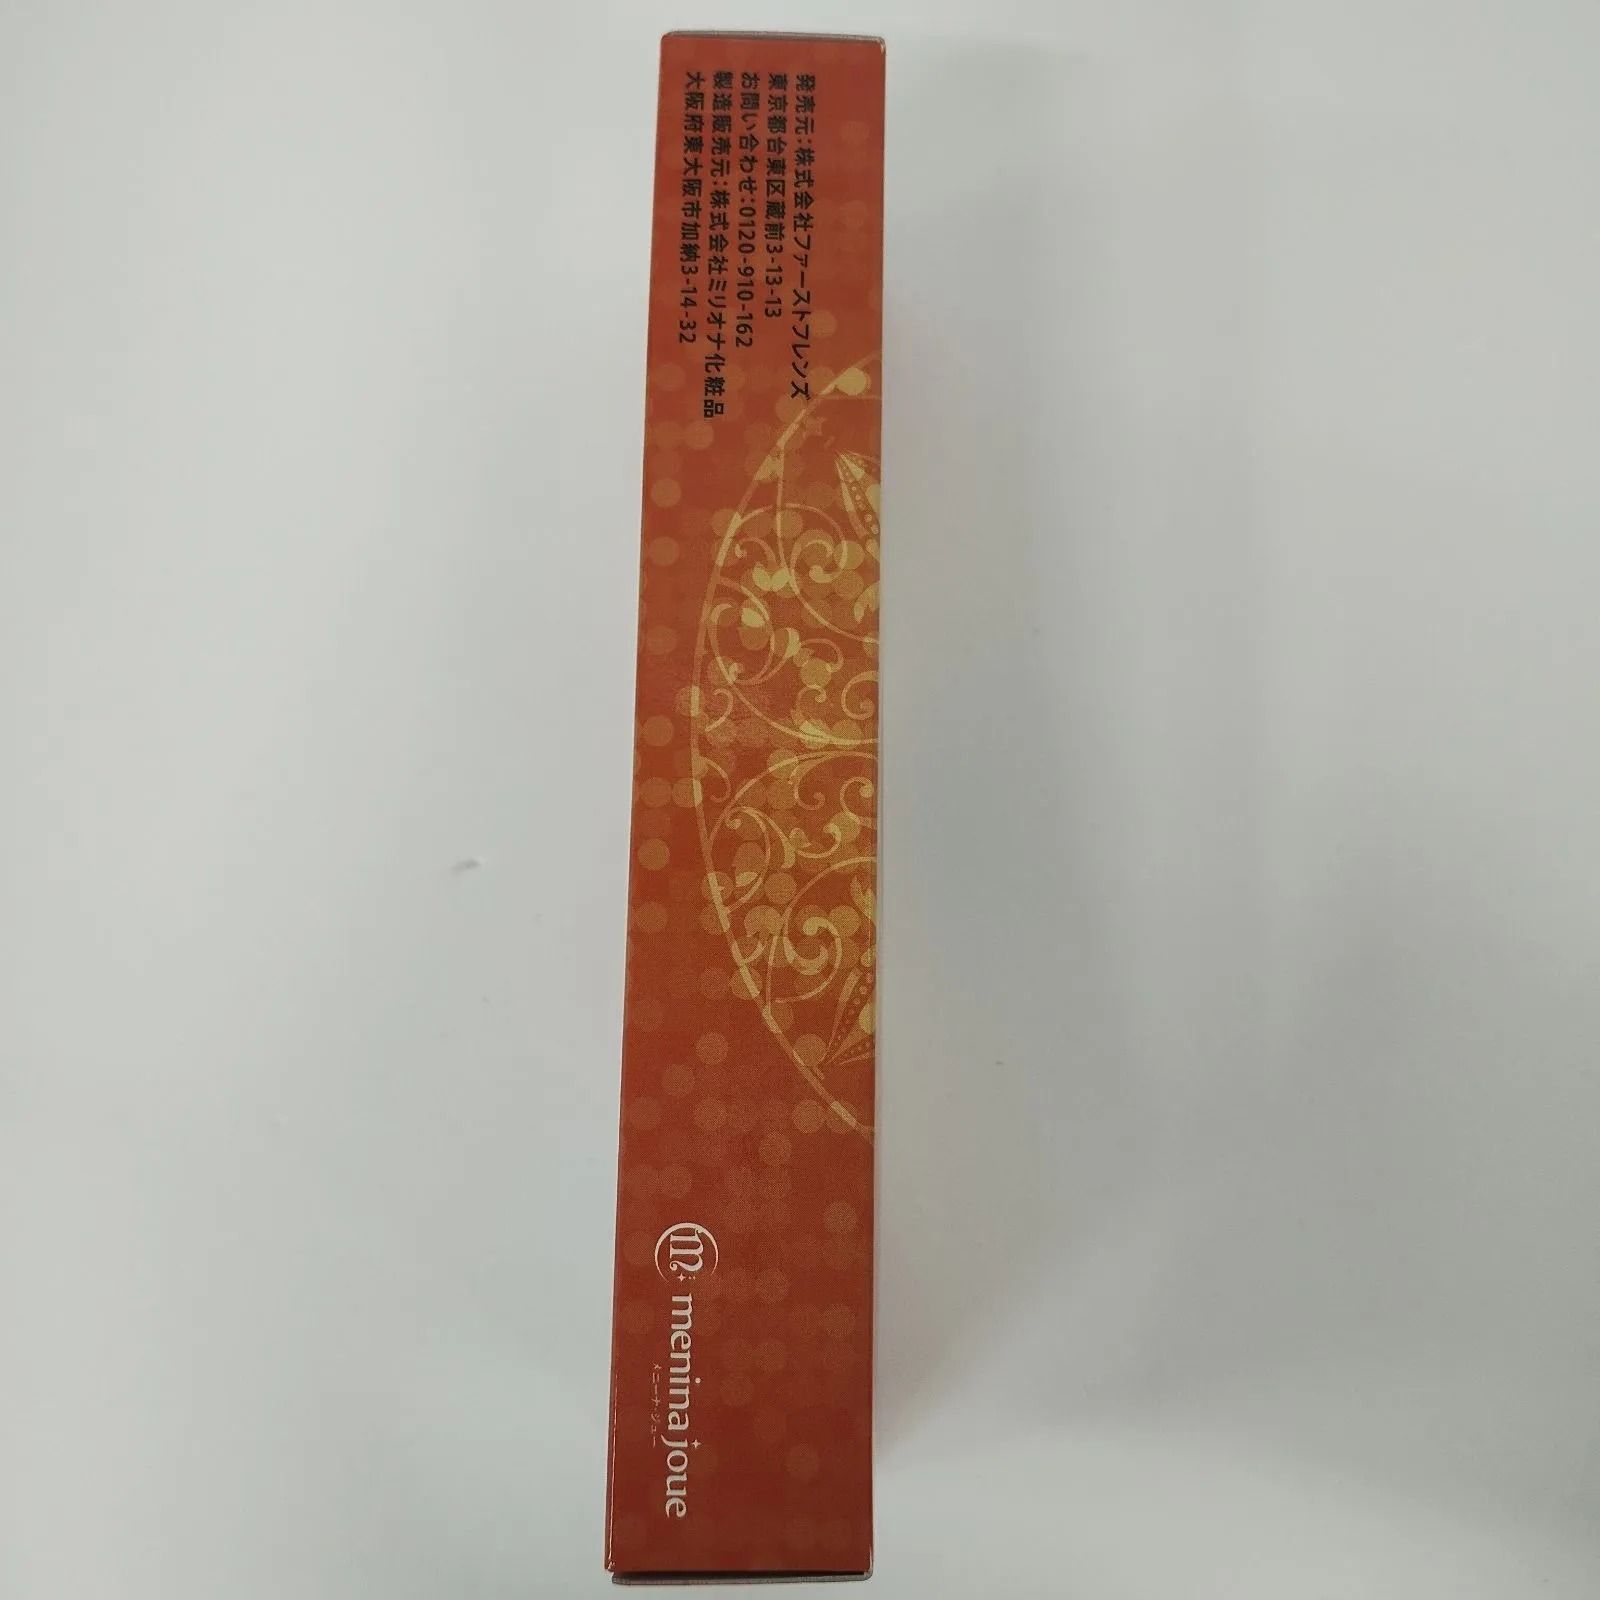 発売元：株式会社ファーストフレンズ
東京都台東区蔵前3-13-13
お問い合わせ：0120-910-162
製造販売元：株式会社ミリオナ化粧品
大阪府東大阪市加納3-14-32
m
menina joue
メニーナ・ジュー